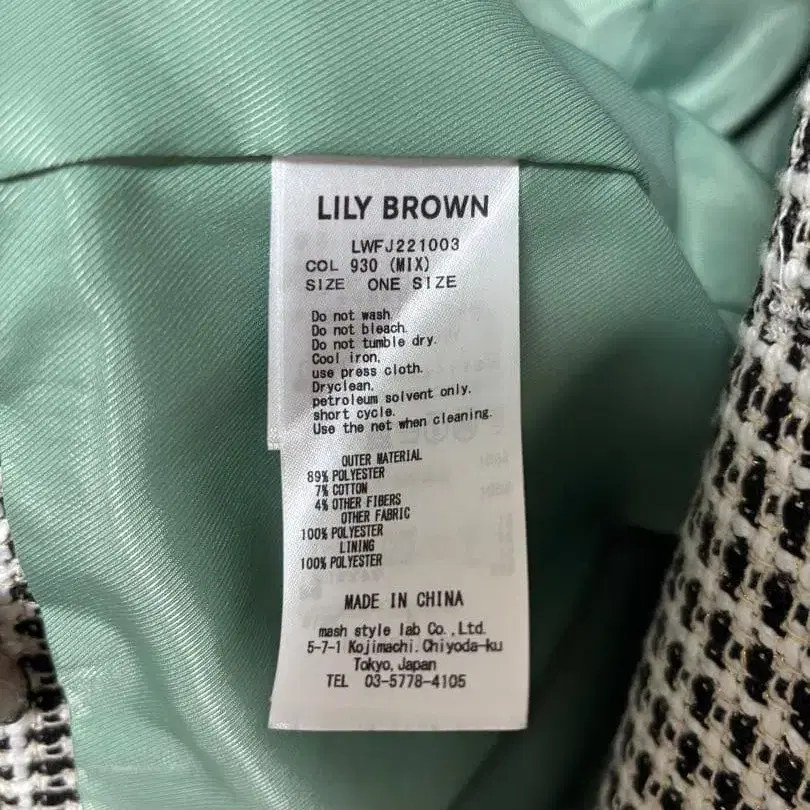 LILY BROWN
LWFJ221003
COL 930 (MIX)
SIZE ONE SIZE
Do not wash.
Do not bleach.
Do not tumble dry.
Cool iron,
use press cloth.
Dryclean,
petroleum solvent only.
short cycle.
Use the net when cleaning.
OUTER MATERIAL
89% POLYESTER
7% COTTON
4% OTHER FIBERS
OTHER FABRIC
100% POLYESTER
LINING
100% POLYESTER
MADE IN CHINA
mash style lab Co.,Ltd.
5-7-1 Kojimachi.Chiyoda-ku
Tokyo,Japan
TEL 03-5778-4105